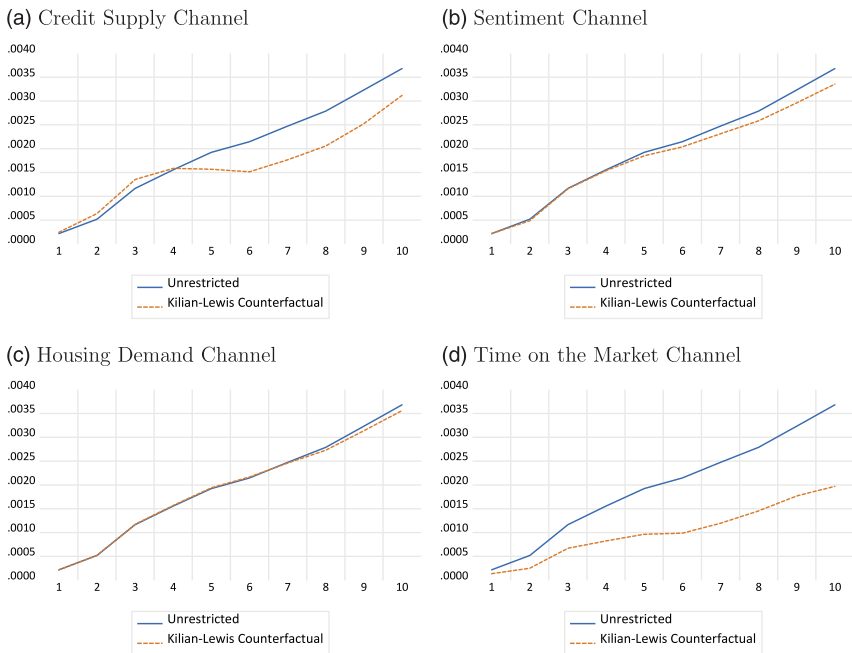 (a) Credit Supply Channel
.0040
.0035
.0030
.0025
.0020
.0015
.0010
.0005
.0000
1 2 3 4 5 6 7 8 9 10
Unrestricted
Kilian-Lewis Counterfactual
(b) Sentiment Channel
.0040
.0035
.0030
.0025
.0020
.0015
.0010
.0005
.0000
1 2 3 4 5 6 7 8 9 10
Unrestricted
Kilian-Lewis Counterfactual
(c) Housing Demand Channel
.0040
.0035
.0030
.0025
.0020
.0015
.0010
.0005
.0000
1 2 3 4 5 6 7 8 9 10
Unrestricted
Kilian-Lewis Counterfactual
(d) Time on the Market Channel
.0040
.0035
.0030
.0025
.0020
.0015
.0010
.0005
.0000
1 2 3 4 5 6 7 8 9 10
Unrestricted
Kilian-Lewis Counterfactual